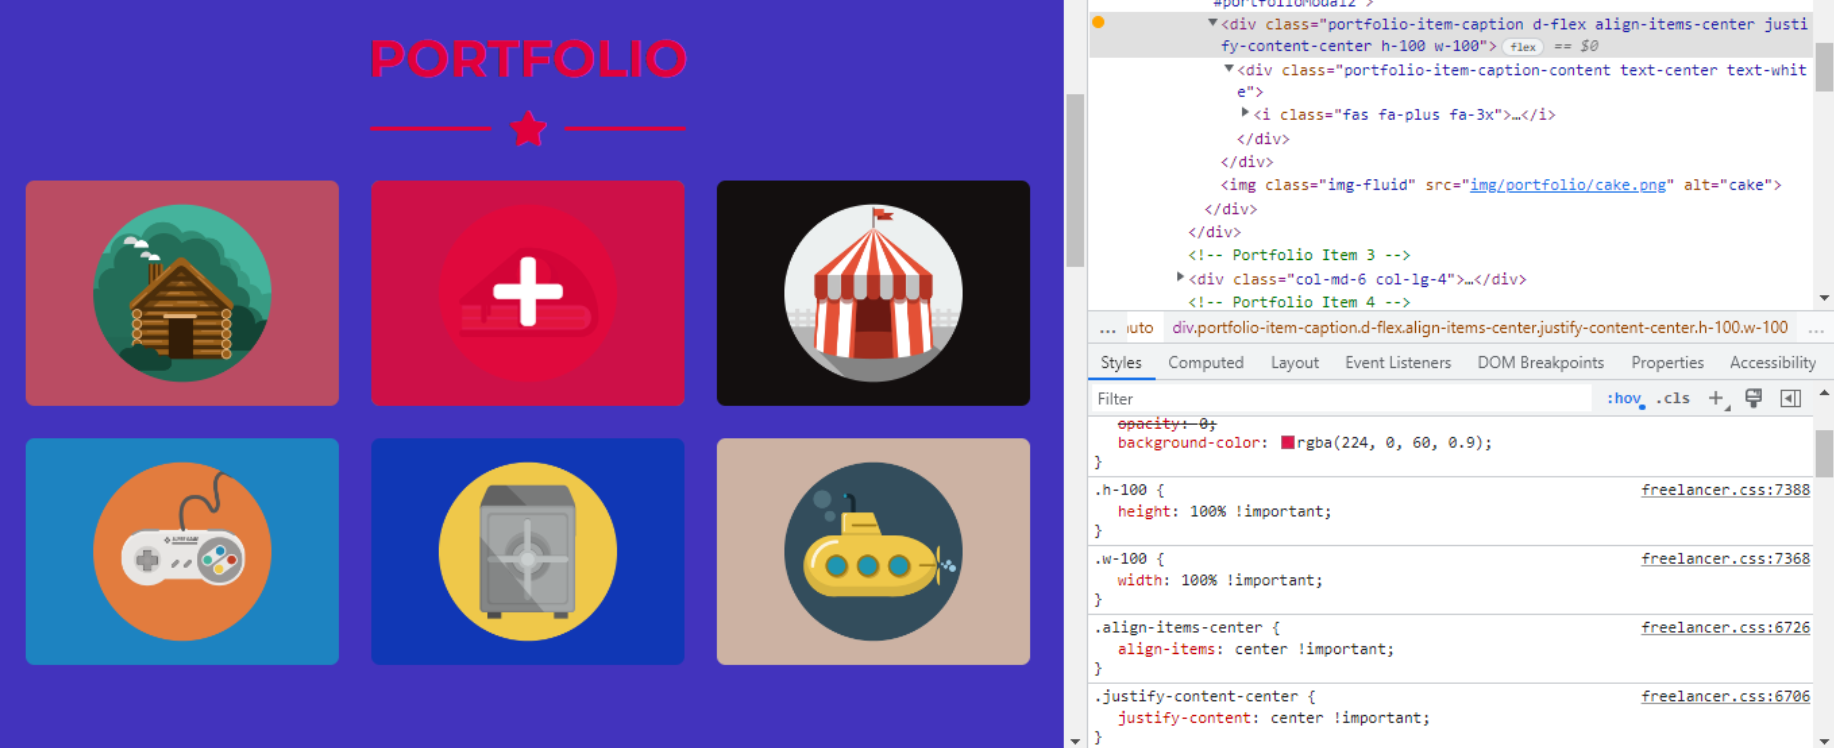 PORTFOLIO
#portfolioModal2">
▼<div class="portfolio-item-caption d-flex align-items-center justi
fy-content-center h-100 w-100"> flex == $0
▼<div class="portfolio-item-caption-content text-center text-whit
e">
▶<i class="fas fa-plus fa-3x">…</i>
</div>
</div>
<img class="img-fluid" src="img/portfolio/cake.png" alt="cake">
</div>
</div>
<!-- Portfolio Item 3 -->
▶<div class="col-md-6 col-lg-4">…</div>
<!-- Portfolio Item 4 -->
… auto div.portfolio-item-caption.d-flex.align-items-center.justify-content-center.h-100.w-100 …
Styles Computed Layout Event Listeners DOM Breakpoints Properties Accessibility
Filter :hov .cls +
opacity: 0;
background-color: rgba(224, 0, 60, 0.9);
}
.h-100 { freelancer.css:7388
height: 100% !important;
}
.w-100 { freelancer.css:7368
width: 100% !important;
}
.align-items-center { freelancer.css:6726
align-items: center !important;
}
.justify-content-center { freelancer.css:6706
justify-content: center !important;
}